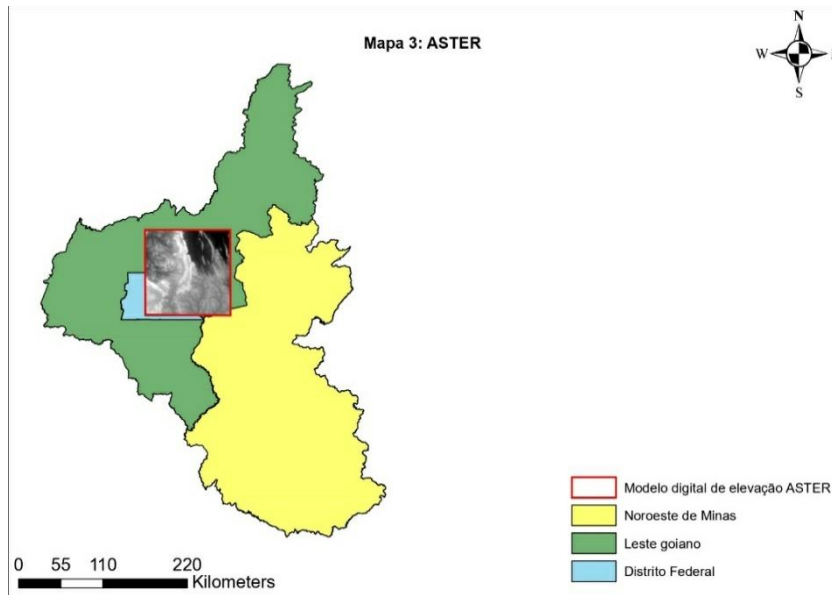 Mapa 3: ASTER
N
W
S
Modelo digital de elevação ASTER
Noroeste de Minas
Leste goiano
Distrito Federal
0 55 110 220
Kilometers